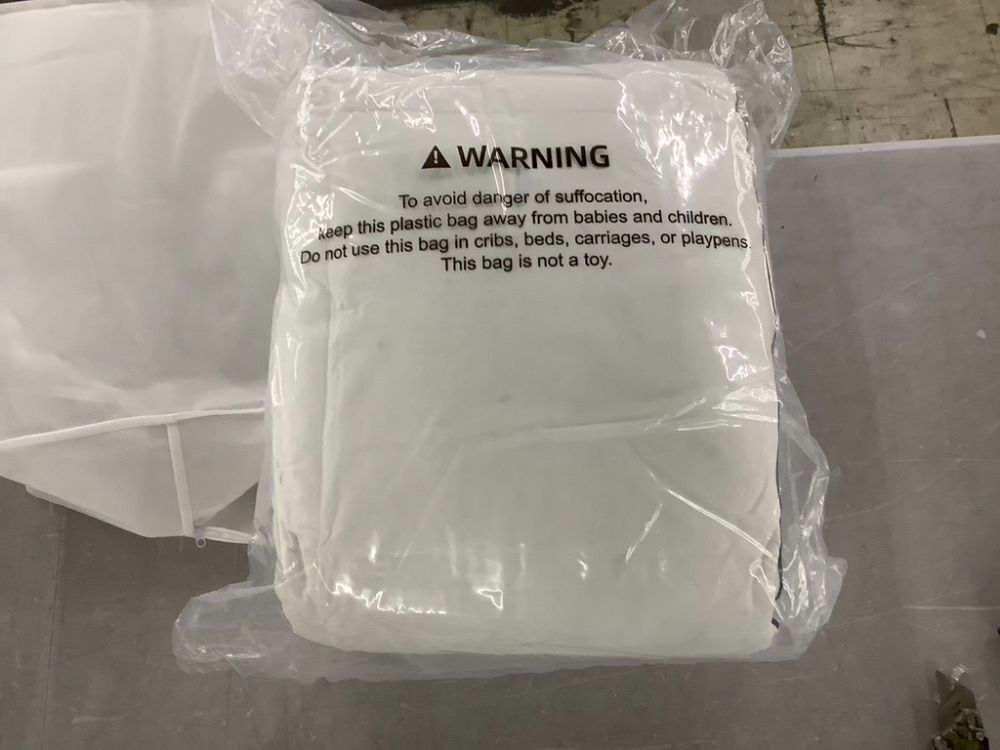 WARNING
To avoid danger of suffocation,
keep this plastic bag away from babies and children.
Do not use this bag in cribs, beds, carriages, or playpens.
This bag is not a toy.